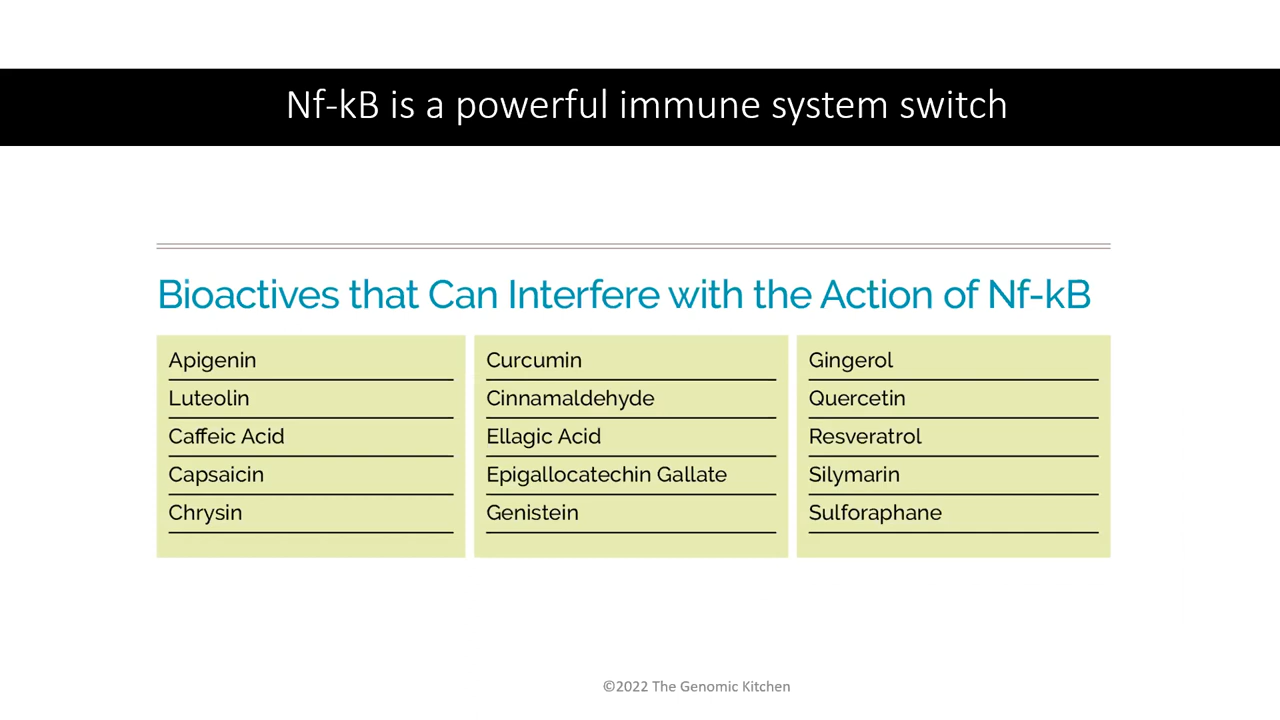 Nf-kB is a powerful immune system switch
Bioactives that Can Interfere with the Action of Nf-kB
Apigenin
Luteolin
Caffeic Acid
Capsaicin
Chrysin
Curcumin
Cinnamaldehyde
Ellagic Acid
Epigallocatechin Gallate
Genistein
Gingerol
Quercetin
Resveratrol
Silymarin
Sulforaphane
©2022 The Genomic Kitchen